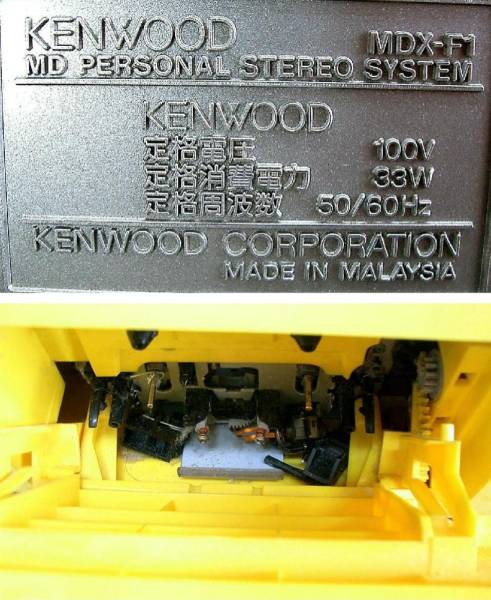 KENWOOD MDX-F1
MD PERSONAL STEREO SYSTEM
KENWOOD
定格電圧 100V
定格消費電力 33W
定格周波数 50/60Hz
KENWOOD CORPORATION
MADE IN MALAYSIA